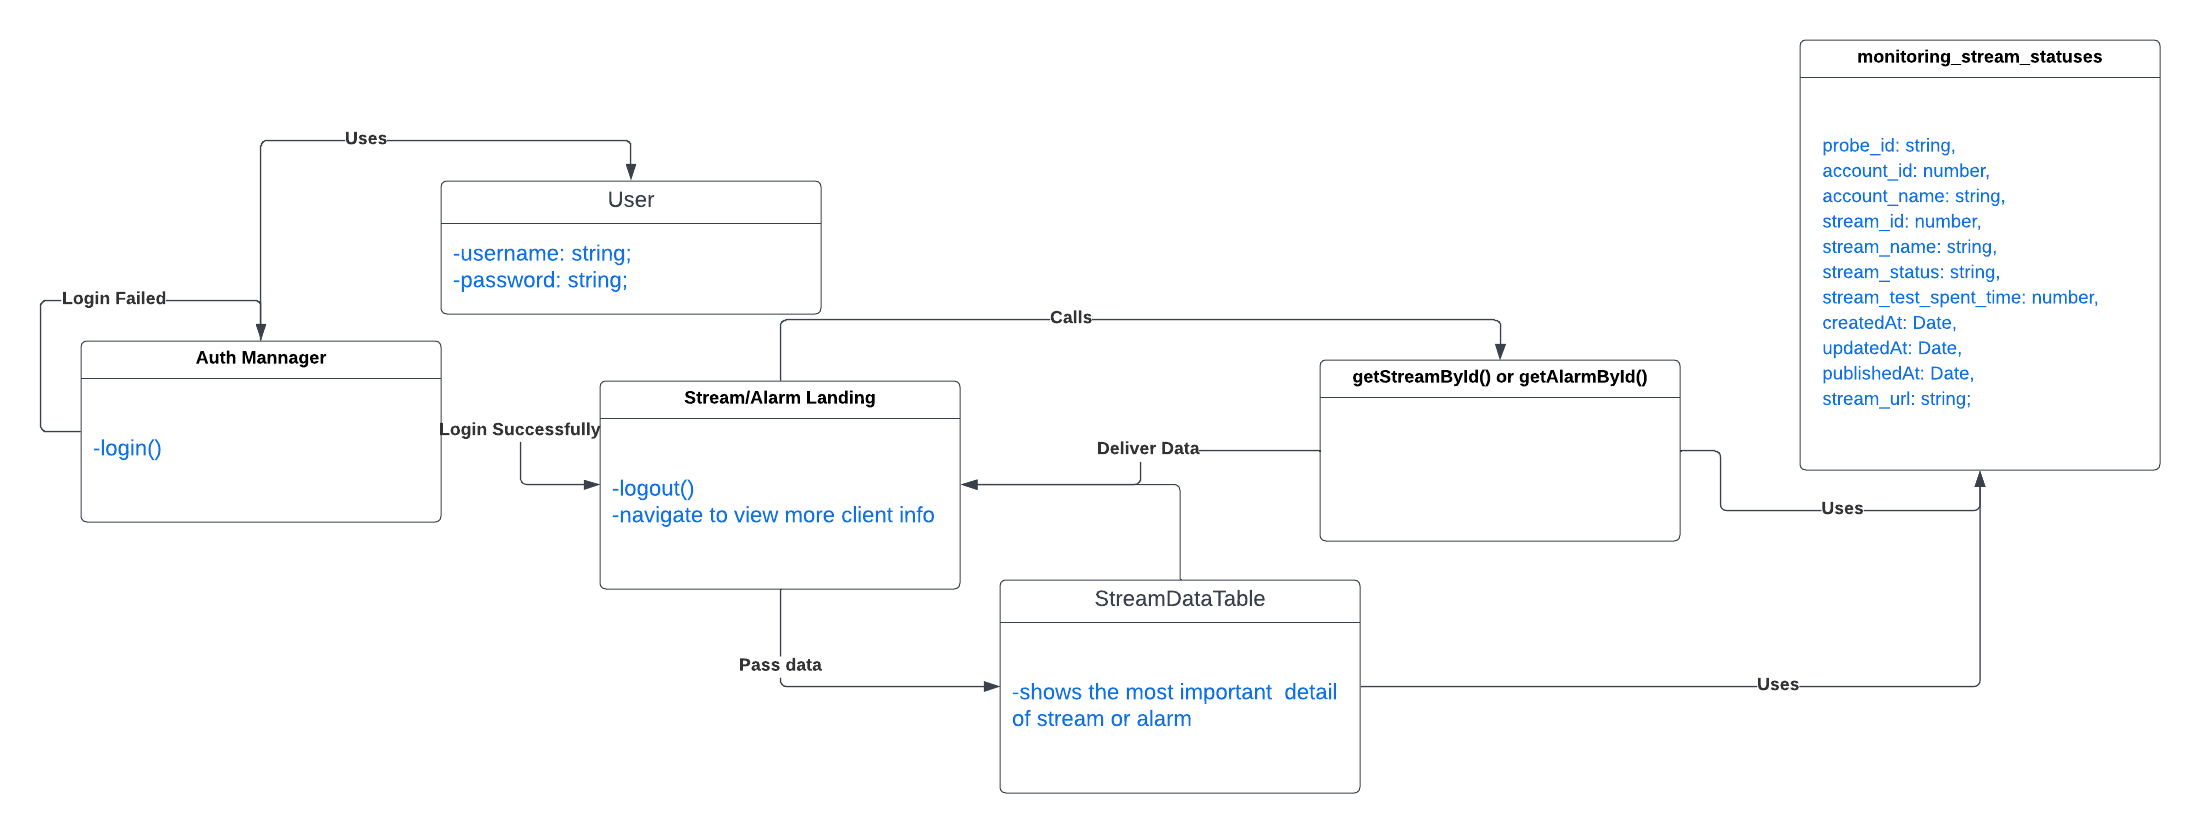 monitoring_stream_statuses
probe_id: string,
account_id: number,
account_name: string,
stream_id: number,
stream_name: string,
stream_status: string,
stream_test_spent_time: number,
createdAt: Date,
updatedAt: Date,
publishedAt: Date,
stream_url: string;
Uses
User
-username: string;
-password: string;
Login Failed
Auth Mannager
-login()
Login Successfully
Calls
Stream/Alarm Landing
-logout()
-navigate to view more client info
getStreamById() or getAlarmById()
Deliver Data
Uses
Pass data
StreamDataTable
-shows the most important  detail
of stream or alarm
Uses